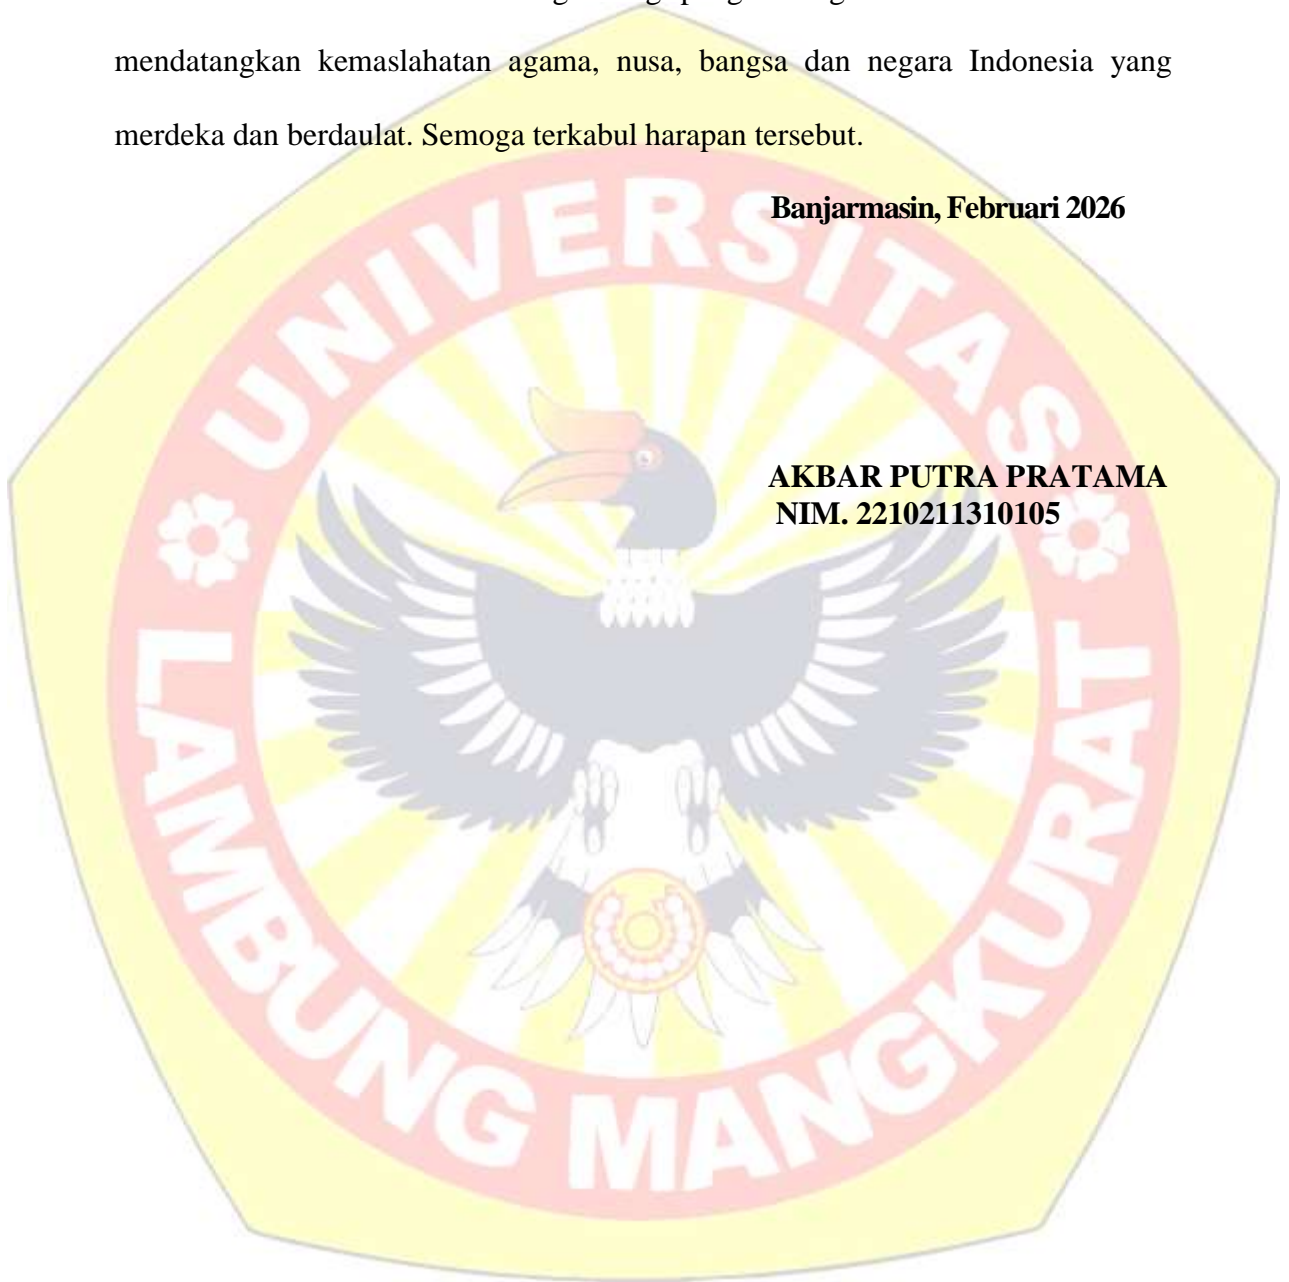 mendatangkan kemaslahatan agama, nusa, bangsa dan negara Indonesia yang
merdeka dan berdaulat. Semoga terkabul harapan tersebut.
Banjarmasin, Februari 2026
AKBAR PUTRA PRATAMA
NIM. 2210211310105
UNIVERSITAS
LAMBUNG MANGKURAT